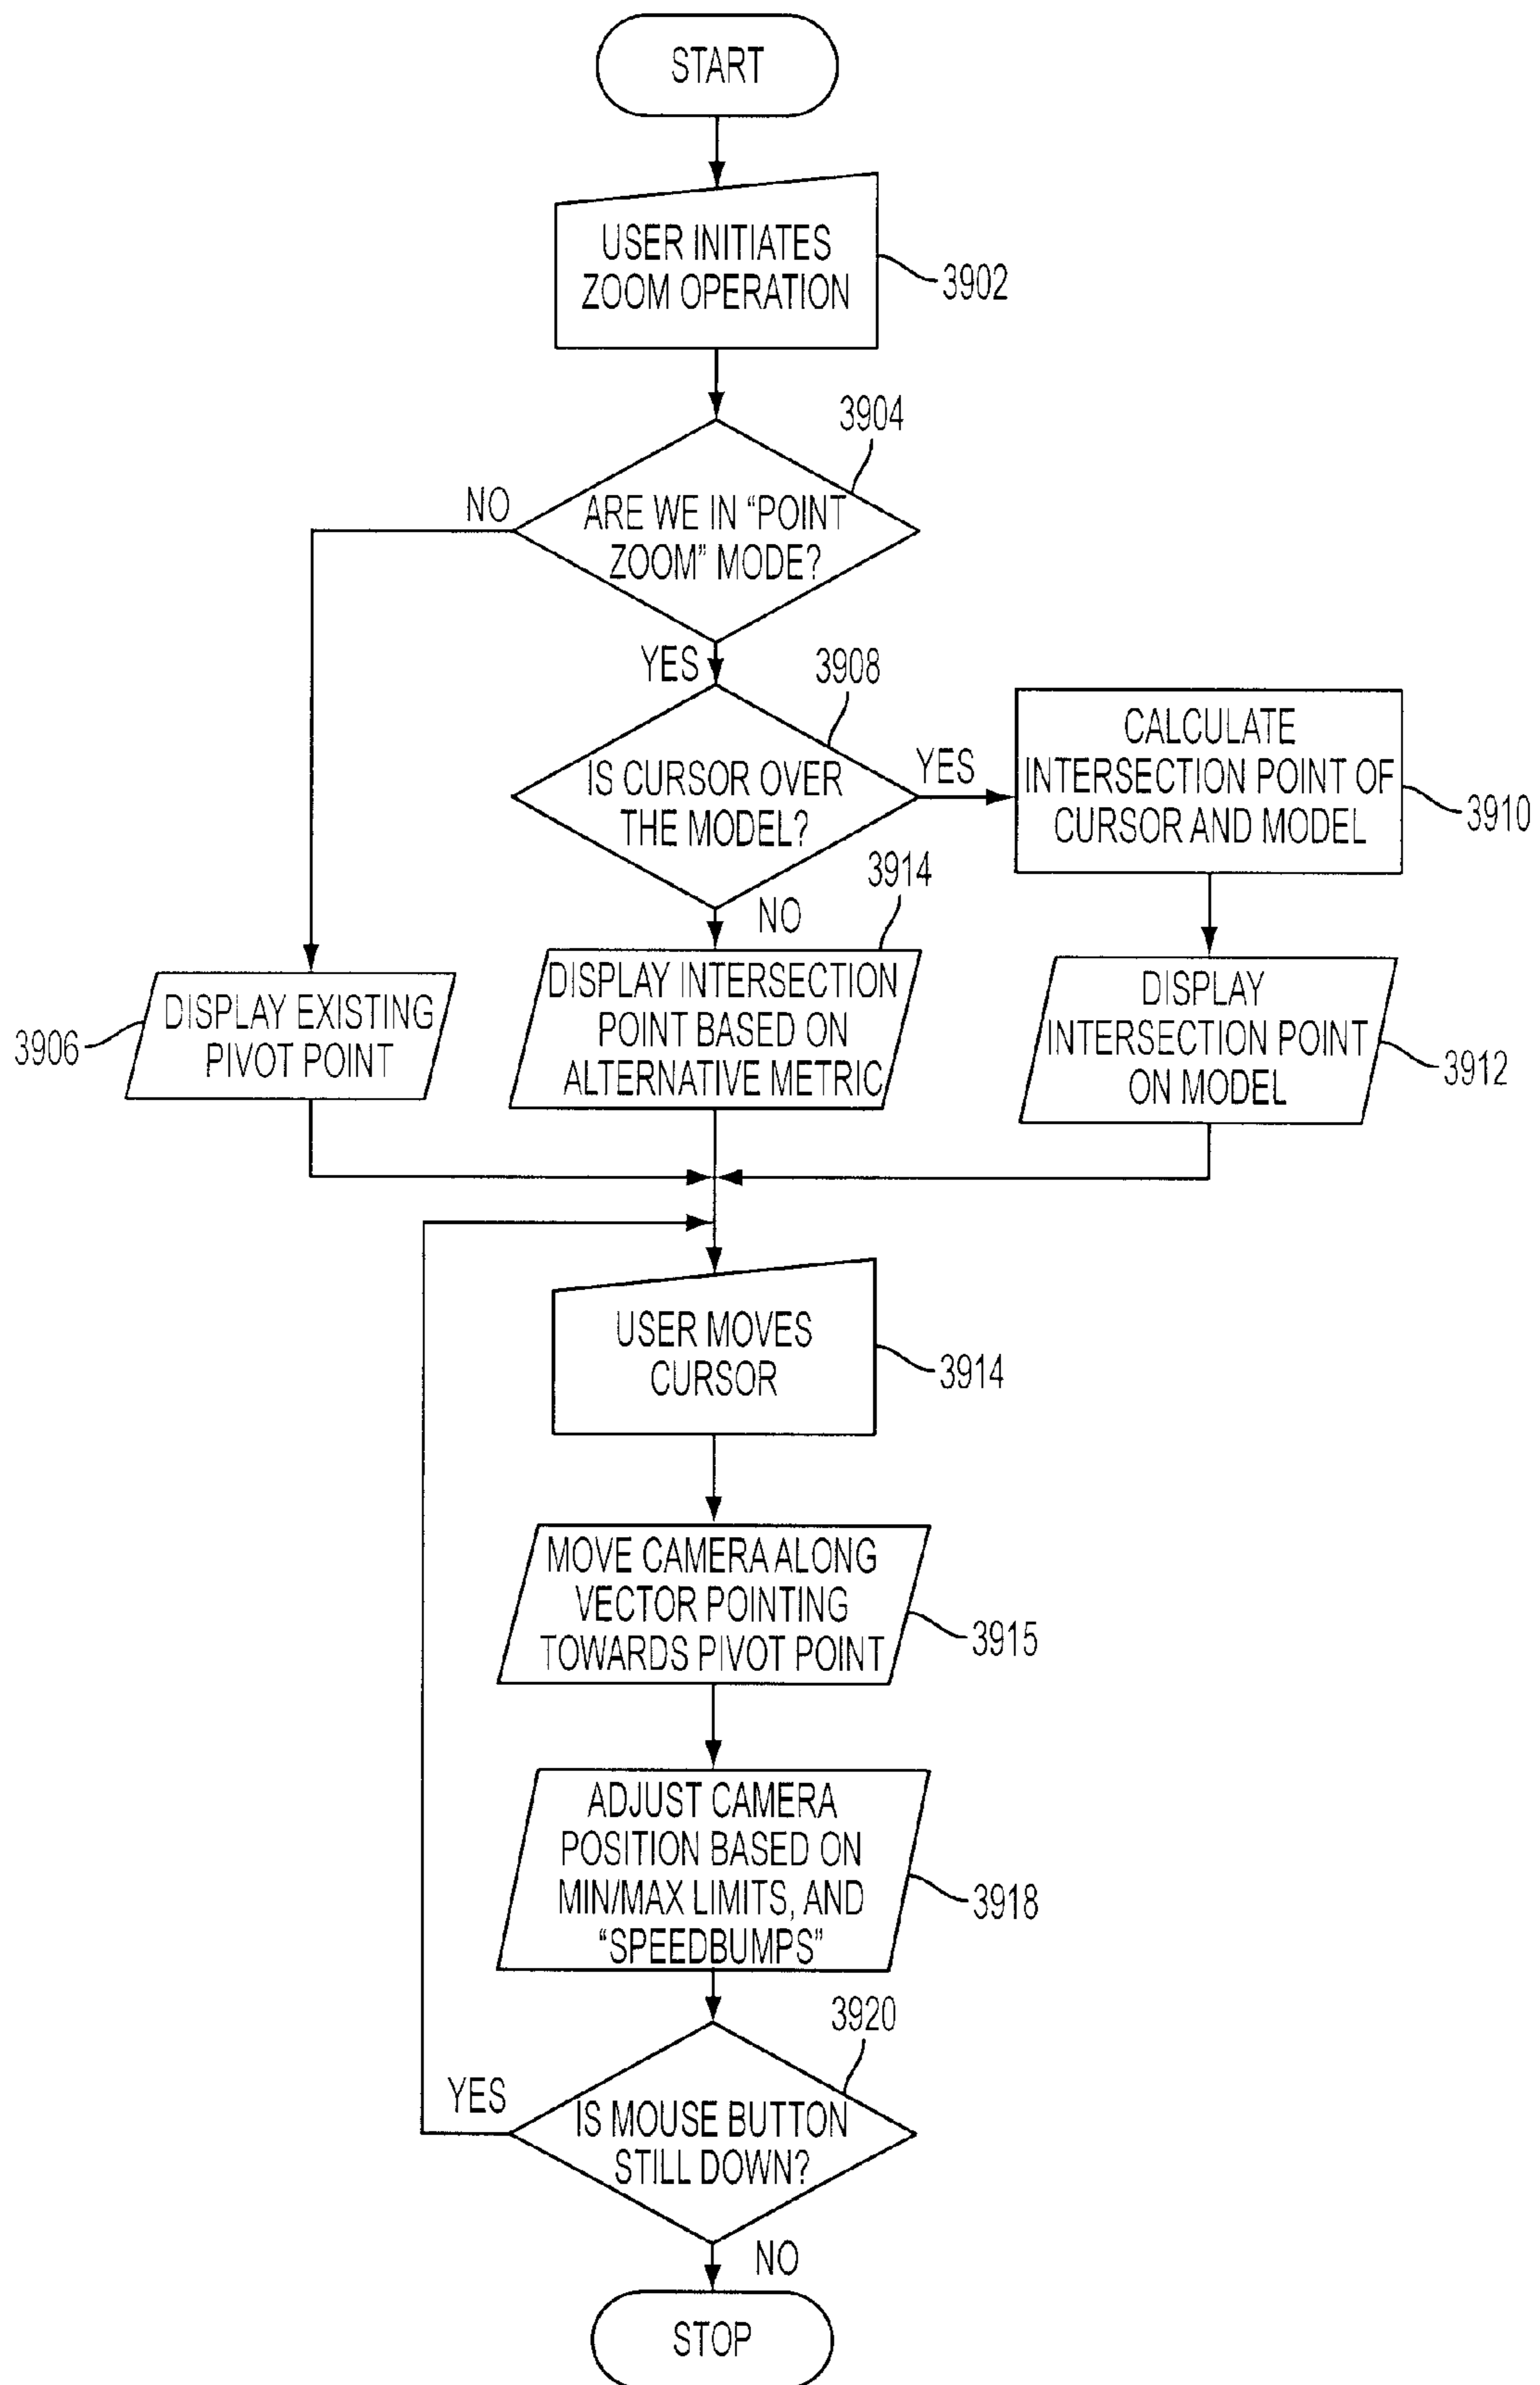 START
USER INITIATES
ZOOM OPERATION
3902
3904
NO
ARE WE IN “POINT
ZOOM” MODE?
YES
3908
IS CURSOR OVER
THE MODEL?
YES
CALCULATE
INTERSECTION POINT OF
CURSOR AND MODEL
3910
NO
3914
DISPLAY EXISTING
PIVOT POINT
3906
DISPLAY INTERSECTION
POINT BASED ON
ALTERNATIVE METRIC
DISPLAY
INTERSECTION POINT
ON MODEL
3912
USER MOVES
CURSOR
3914
MOVE CAMERA ALONG
VECTOR POINTING
TOWARDS PIVOT POINT
3915
ADJUST CAMERA
POSITION BASED ON
MIN/MAX LIMITS, AND
“SPEEDBUMPS”
3918
3920
YES
IS MOUSE BUTTON
STILL DOWN?
NO
STOP